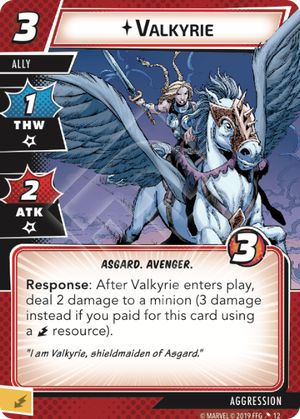 3
VALKYRIE
ALLY
1
THW
2
ATK
3
ASGARD. AVENGER.
Response: After Valkyrie enters play,
deal 2 damage to a minion (3 damage
instead if you paid for this card using
a resource).
"I am Valkyrie, shieldmaiden of Asgard."
AGGRESSION
© MARVEL © 2019 FFG 12